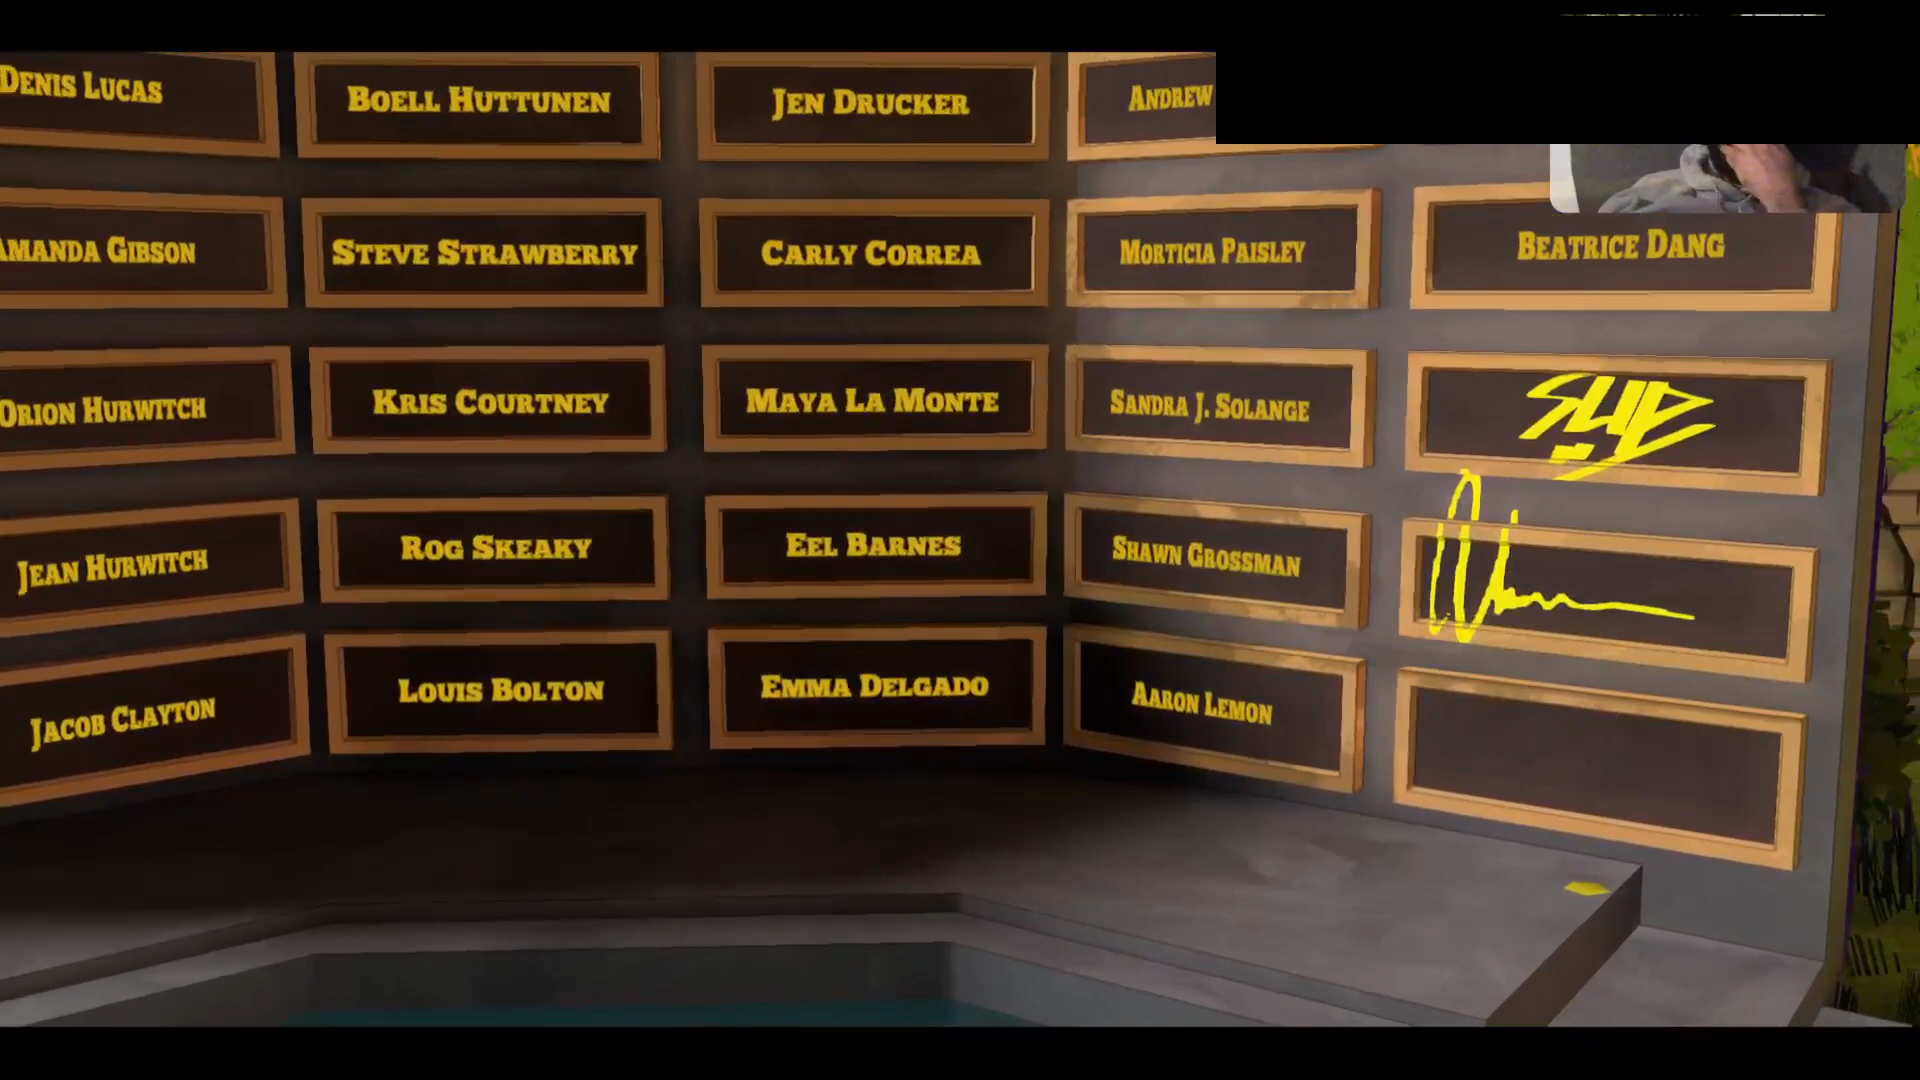 DENIS LUCAS
BOELL HUTTUNEN
JEN DRUCKER
ANDREW
AMANDA GIBSON
STEVE STRAWBERRY
CARLY CORREA
MORTICIA PAISLEY
BEATRICE DANG
ORION HURWITCH
KRIS COURTNEY
MAYA LA MONTE
SANDRA J. SOLANGE
JEAN HURWITCH
ROG SKEAKY
EEL BARNES
SHAWN GROSSMAN
JACOB CLAYTON
LOUIS BOLTON
EMMA DELGADO
AARON LEMON